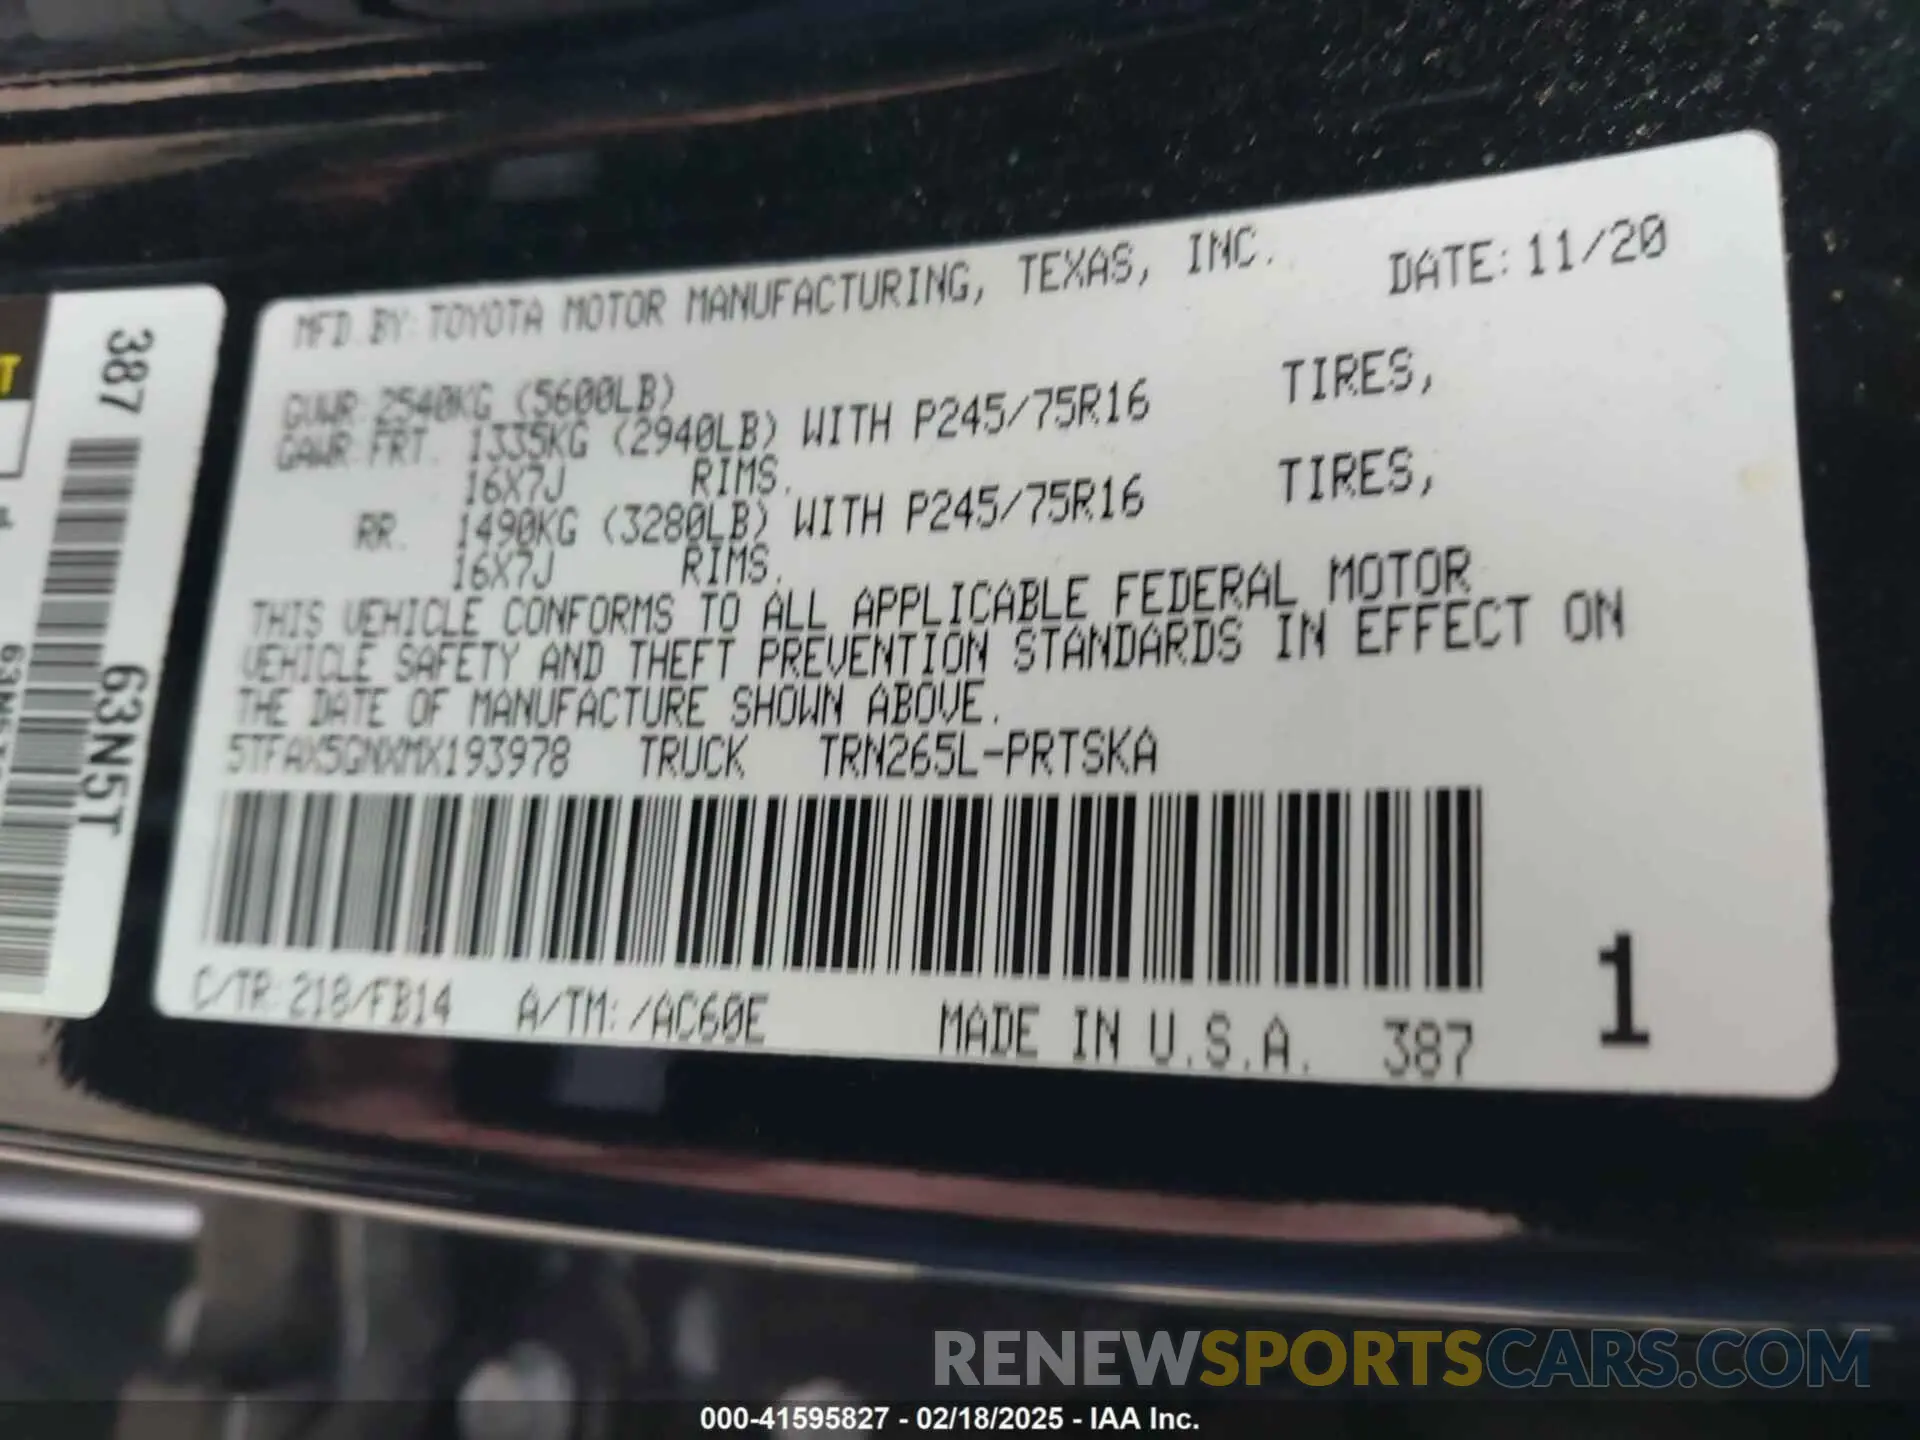 MFD. BY: TOYOTA MOTOR MANUFACTURING, TEXAS, INC. DATE: 11/20
GVWR: 2540KG (5600LB)
GAWR: FRT. 1335KG (2940LB) WITH P245/75R16 TIRES,
16X7J RIMS.
RR. 1490KG (3280LB) WITH P245/75R16 TIRES,
16X7J RIMS.
THIS VEHICLE CONFORMS TO ALL APPLICABLE FEDERAL MOTOR
VEHICLE SAFETY AND THEFT PREVENTION STANDARDS IN EFFECT ON
THE DATE OF MANUFACTURE SHOWN ABOVE.
5TFAX5GNXMX193978 TRUCK TRN265L-PRTSKA
C/TR: 218/FB14 A/TM: /AC60E MADE IN U.S.A. 387
1
387
63N5T
RENEWSPORTSCARS.COM
000-41595827 - 02/18/2025 - IAA Inc.